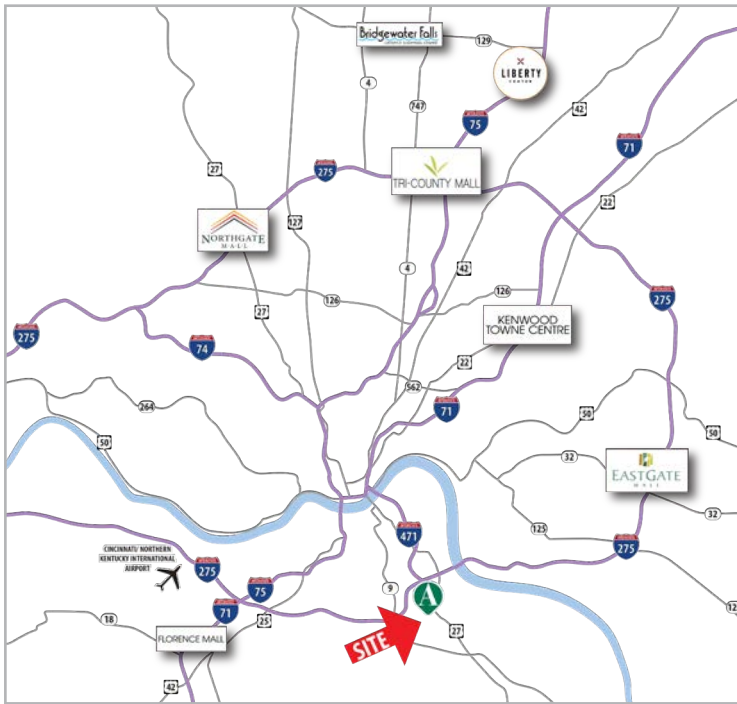 Bridgewater Falls
129
LIBERTY
CENTER
4
747
42
75
71
27
275
TRI-COUNTY MALL
22
NORTHGATE
MALL
127
42
4
126
126
275
27
KENWOOD
TOWNE CENTRE
275
74
22
562
71
264
50
50
50
32
EASTGATE
MALL
32
125
471
275
CINCINNATI/ NORTHERN
KENTUCKY INTERNATIONAL
AIRPORT
275
75
9
A
71
18
25
27
SITE
FLORENCE MALL
42